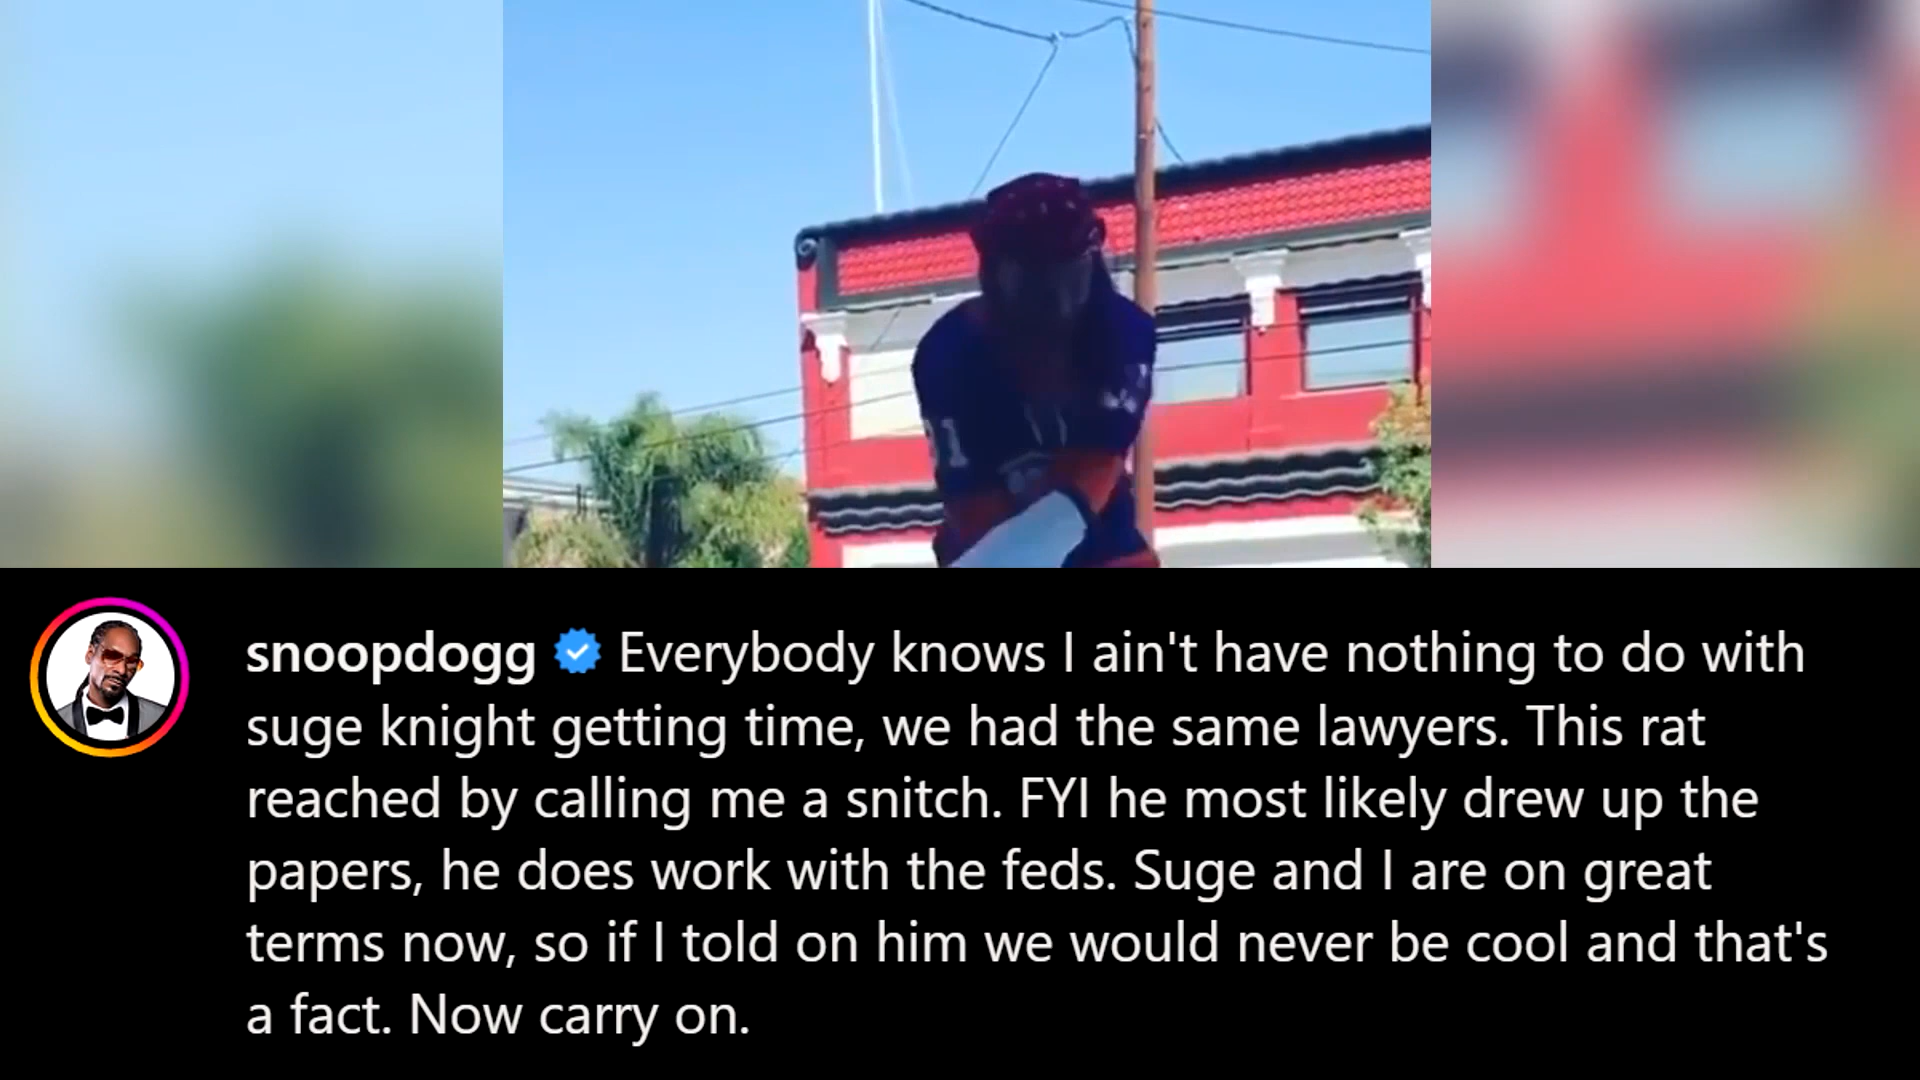 31
snoopdogg Everybody knows I ain't have nothing to do with
suge knight getting time, we had the same lawyers. This rat
reached by calling me a snitch. FYI he most likely drew up the
papers, he does work with the feds. Suge and I are on great
terms now, so if I told on him we would never be cool and that's
a fact. Now carry on.